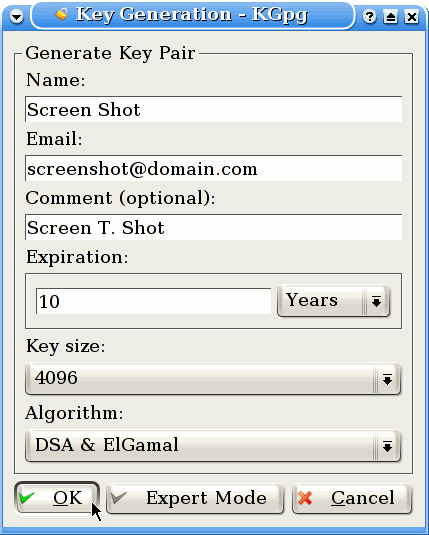 Key Generation - KGpg
Generate Key Pair
Name:
Screen Shot
Email:
screenshot@domain.com
Comment (optional):
Screen T. Shot
Expiration:
10 Years
Key size:
4096
Algorithm:
DSA & ElGamal
OK Expert Mode Cancel